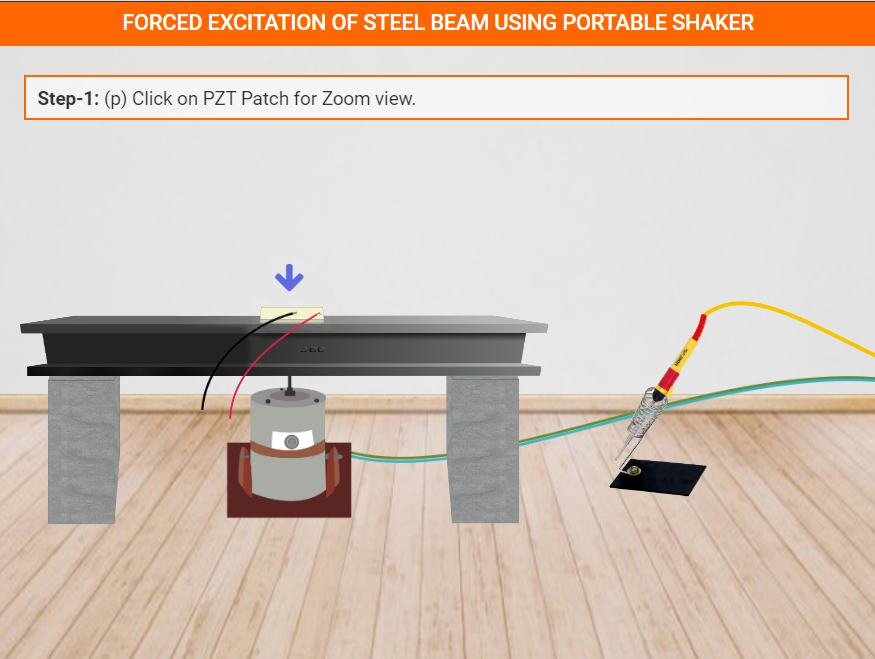 FORCED EXCITATION OF STEEL BEAM USING PORTABLE SHAKER
Step-1: (p) Click on PZT Patch for Zoom view.